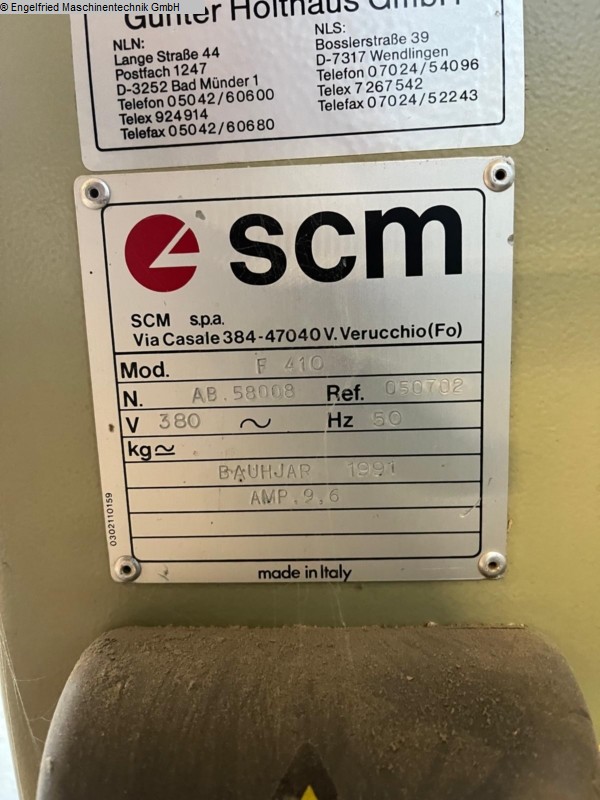 © Engelfried Maschinentechnik GmbH
Günter Holthaus GmbH
NLN:
Lange Straße 44
Postfach 1247
D-3252 Bad Münder 1
Telefon 05042/60600
Telex 924914
Telefax 05042/60680
NLS:
Bosslerstraße 39
D-7317 Wendlingen
Telefon 07024/54096
Telex 7267542
Telefax 07024/52243
scm
SCM s.p.a.
Via Casale 384-47040 V. Verucchio (Fo)
Mod. F 410
N. AB.58008 Ref. 050702
V 380 ~ Hz 50
kg≃
BAUHJAR 1991
AMP.9,6
0302110159
made in Italy